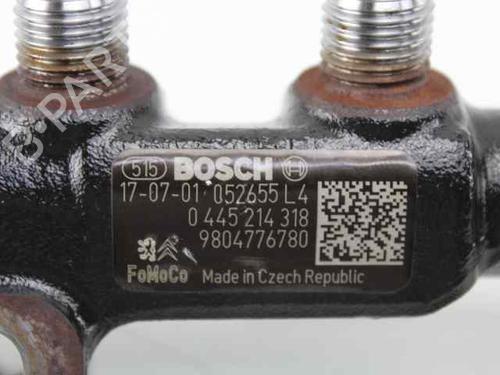 515 BOSCH
17-07-01 052655 L4
0 445 214 318
9804776780
FoMoCo Made in Czech Republic